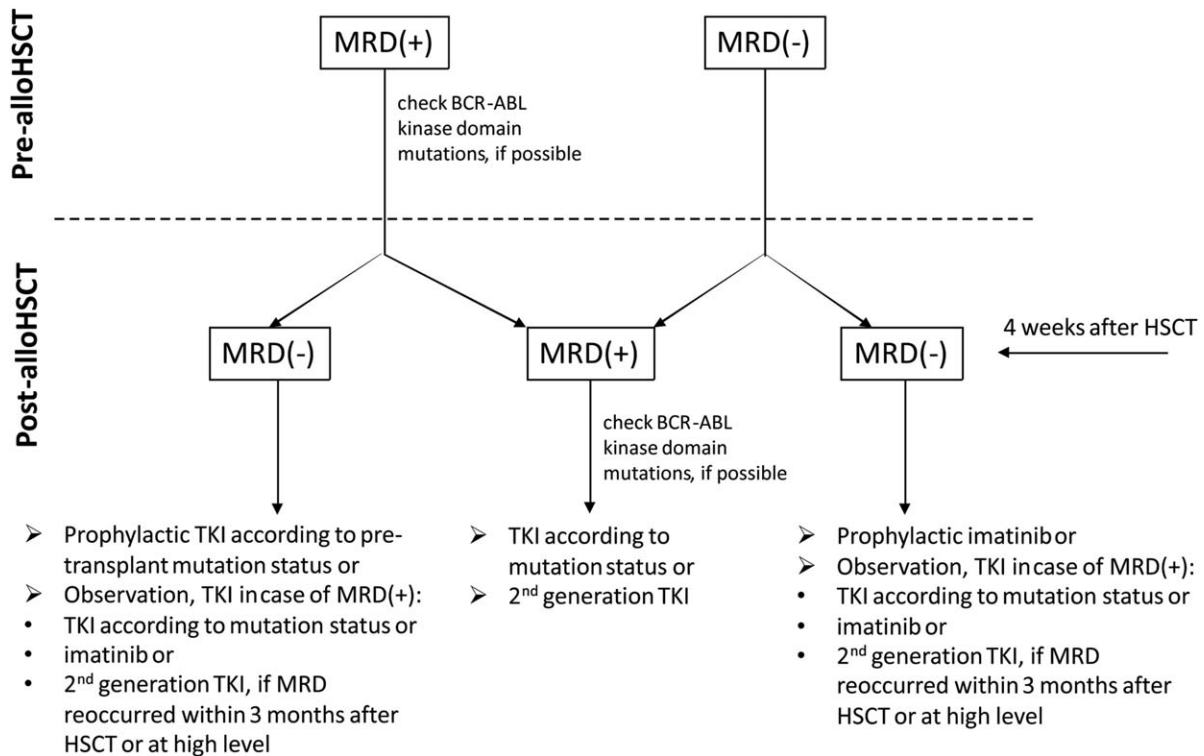 Pre-alloHSCT
MRD(+)
MRD(-)
check BCR-ABL
kinase domain
mutations, if possible
Post-alloHSCT
MRD(-)
MRD(+)
MRD(-)
4 weeks after HSCT
check BCR-ABL
kinase domain
mutations, if possible
➢ Prophylactic TKI according to pre-
transplant mutation status or
➢ Observation, TKI in case of MRD(+):
• TKI according to mutation status or
• imatinib or
• 2nd generation TKI, if MRD
reoccurred within 3 months after
HSCT or at high level
➢ TKI according to
mutation status or
➢ 2nd generation TKI
➢ Prophylactic imatinib or
➢ Observation, TKI in case of MRD(+):
• TKI according to mutation status or
• imatinib or
• 2nd generation TKI, if MRD
reoccurred within 3 months after
HSCT or at high level